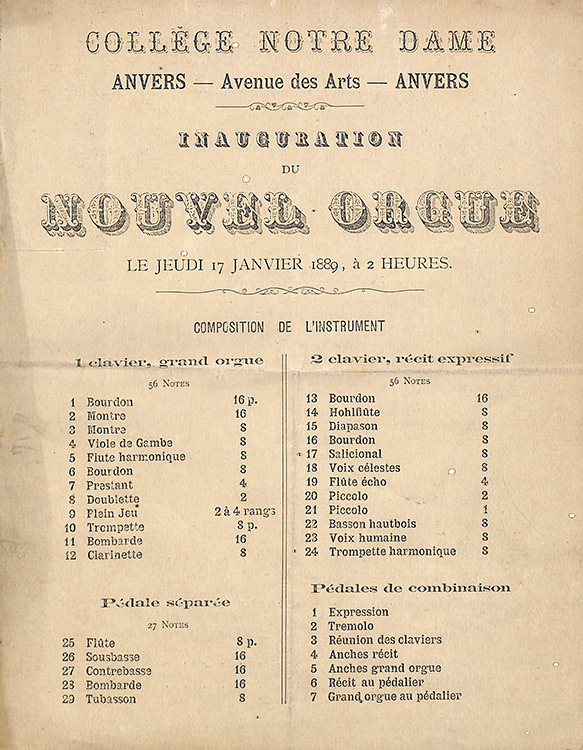 COLLÈGE NOTRE DAME
ANVERS — Avenue des Arts — ANVERS
INAUGURATION
DU
NOUVEL ORGUE
LE JEUDI 17 JANVIER 1889, à 2 HEURES.
COMPOSITION DE L'INSTRUMENT
1 clavier, grand orgue
56 NOTES
1 Bourdon 16 p.
2 Montre 16
3 Montre 8
4 Viole de Gambe 8
5 Flute harmonique 8
6 Bourdon 8
7 Prestant 4
8 Doublette 2
9 Plein Jeu 2 à 4 rangs
10 Trompette 8 p.
11 Bombarde 16
12 Clarinette 8
Pédale séparée
27 NOTES
25 Flûte 8 p.
26 Sousbasse 16
27 Contrebasse 16
28 Bombarde 16
29 Tubasson 8
2 clavier, récit expressif
56 NOTES
13 Bourdon 16
14 Hohlflûte 8
15 Diapason 8
16 Bourdon 8
17 Salicional 8
18 Voix célestes 8
19 Flûte écho 4
20 Piccolo 2
21 Piccolo 1
22 Basson hautbois 8
23 Voix humaine 8
24 Trompette harmonique 8
Pédales de combinaison
1 Expression
2 Tremolo
3 Réunion des claviers
4 Anches récit
5 Anches grand orgue
6 Récit au pédalier
7 Grand orgue au pédalier